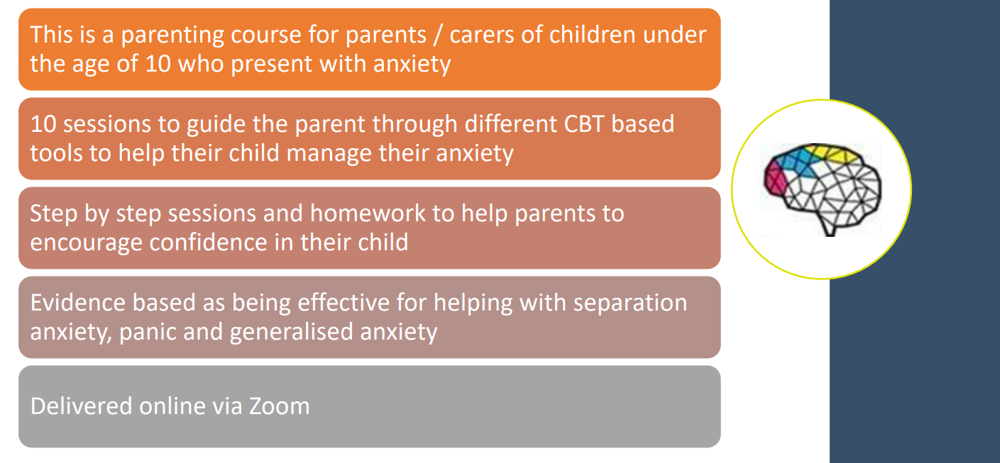 This is a parenting course for parents / carers of children under
the age of 10 who present with anxiety
10 sessions to guide the parent through different CBT based
tools to help their child manage their anxiety
Step by step sessions and homework to help parents to
encourage confidence in their child
Evidence based as being effective for helping with separation
anxiety, panic and generalised anxiety
Delivered online via Zoom